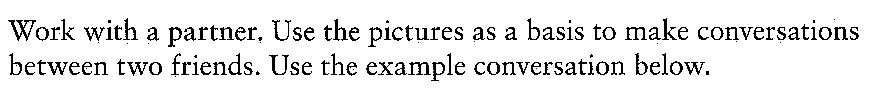 Work with a partner. Use the pictures as a basis to make conversations
between two friends. Use the example conversation below.